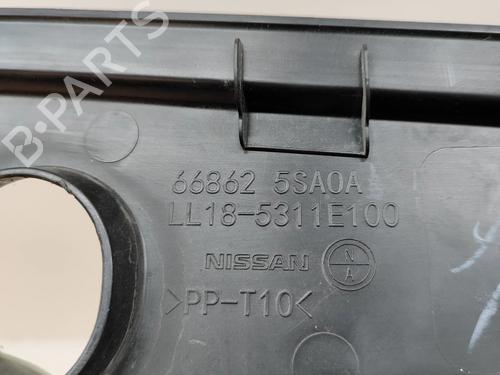 B-PARTS
66862 5SA0A
LL18-5311E100
NISSAN N A
>PP-T10<